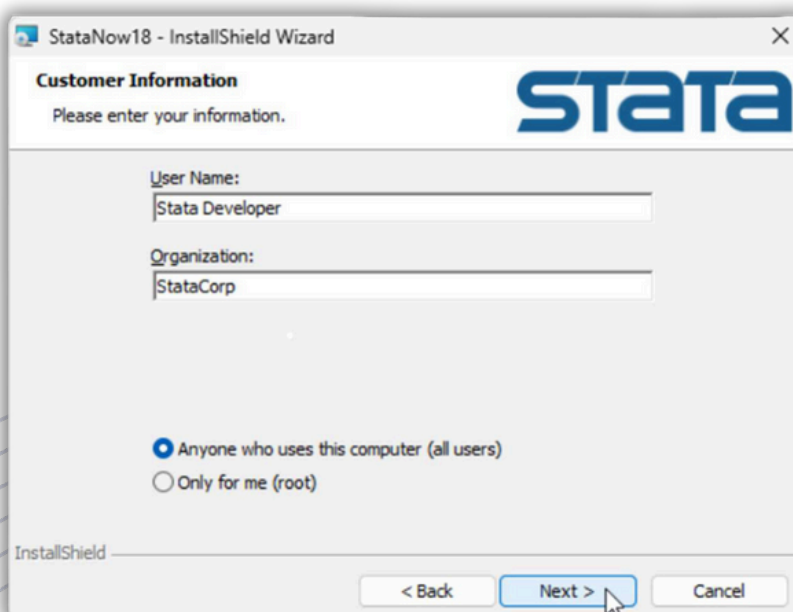 StataNow18 - InstallShield Wizard
Customer Information
Please enter your information.
STATA
User Name:
Stata Developer
Organization:
StataCorp
Anyone who uses this computer (all users)
Only for me (root)
InstallShield
< Back Next > Cancel